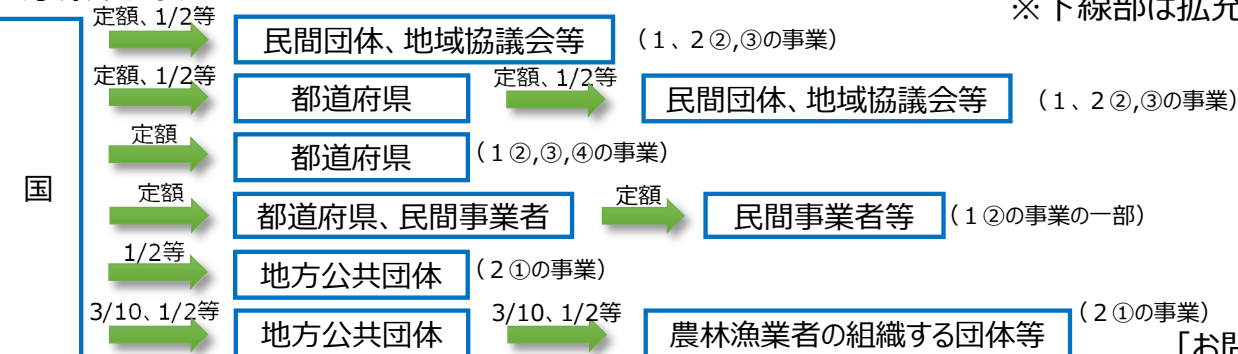 ※下線部は拡充
定額、1/2等
民間団体、地域協議会等
（１、２②,③の事業）
定額、1/2等
都道府県
定額、1/2等
民間団体、地域協議会等
（１、２②,③の事業）
定額
都道府県
（１②,③,④の事業）
国
定額
都道府県、民間事業者
定額
民間事業者等
（１②の事業の一部）
1/2等
地方公共団体
（２①の事業）
3/10、1/2等
地方公共団体
3/10、1/2等
農林漁業者の組織する団体等
（２①の事業）
「お問